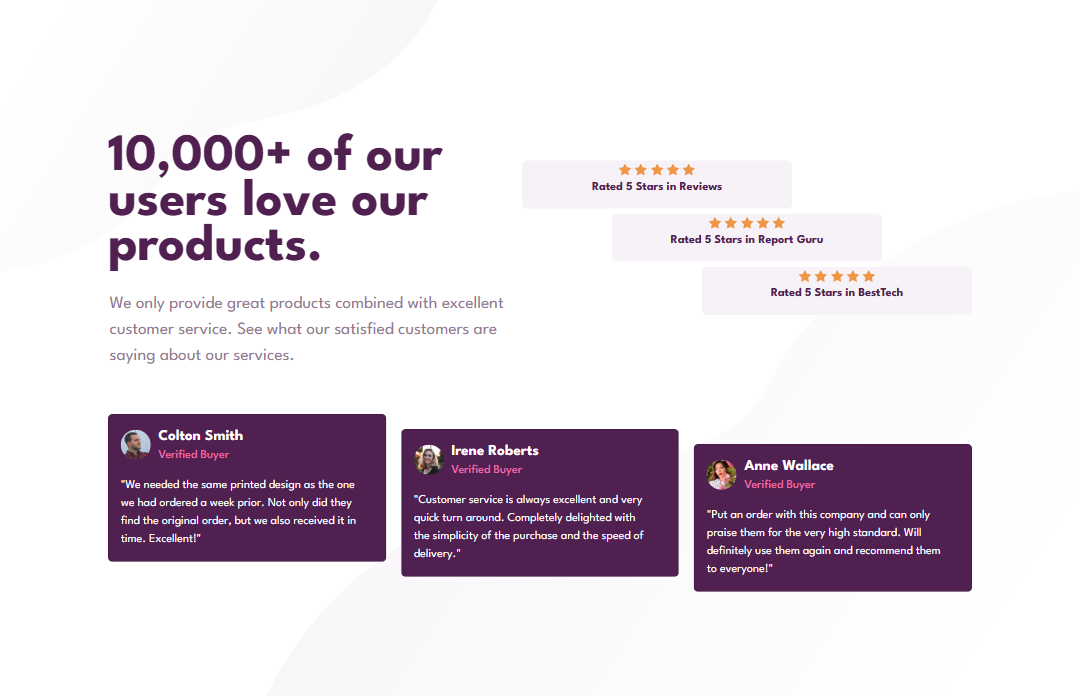 10,000+ of our
users love our
products.
We only provide great products combined with excellent
customer service. See what our satisfied customers are
saying about our services.
Rated 5 Stars in Reviews
Rated 5 Stars in Report Guru
Rated 5 Stars in BestTech
Colton Smith
Verified Buyer
"We needed the same printed design as the one
we had ordered a week prior. Not only did they
find the original order, but we also received it in
time. Excellent!"
Irene Roberts
Verified Buyer
"Customer service is always excellent and very
quick turn around. Completely delighted with
the simplicity of the purchase and the speed of
delivery."
Anne Wallace
Verified Buyer
"Put an order with this company and can only
praise them for the very high standard. Will
definitely use them again and recommend them
to everyone!"